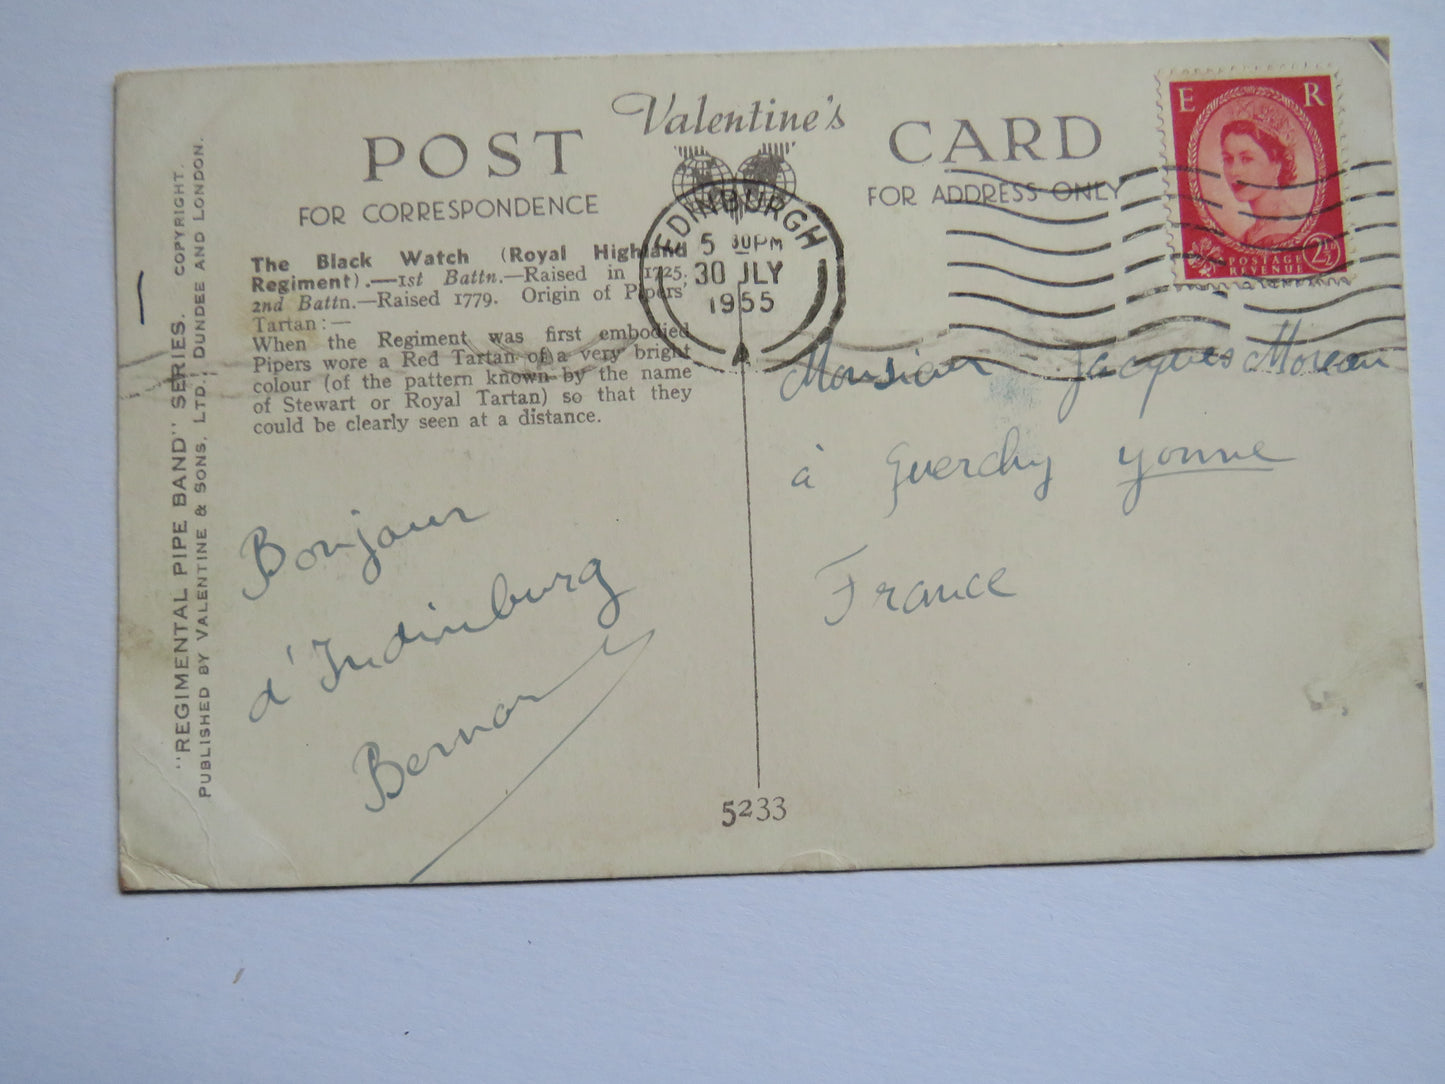 POST Valentine's CARD
FOR CORRESPONDENCE
FOR ADDRESS ONLY
The Black Watch (Royal Highland
Regiment).—1st Battn.—Raised in 1725.
2nd Battn.—Raised 1779. Origin of Pipers'
Tartan:—
When the Regiment was first embodied
Pipers wore a Red Tartan of a very bright
colour (of the pattern known by the name
of Stewart or Royal Tartan) so that they
could be clearly seen at a distance.
"REGIMENTAL PIPE BAND" SERIES. COPYRIGHT.
PUBLISHED BY VALENTINE & SONS, LTD., DUNDEE AND LONDON.
EDINBURGH
5 30PM
30 JLY
1955
E R
POSTAGE
REVENUE
2½D
Bonjour
d'Indinburg
Bernard
Monsieur Jacques Moreau
à Guerchy Yonne
France
5233